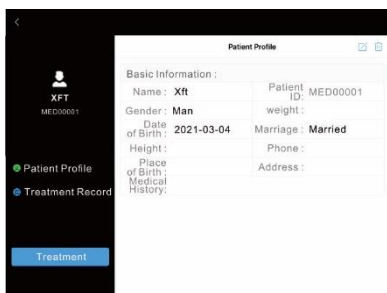 Patient Profile
XFT
MED00001
Patient Profile
Treatment Record
Treatment
Basic Information :
Name : Xft
Patient ID: MED00001
Gender : Man
weight :
Date of Birth : 2021-03-04
Marriage : Married
Height :
Phone :
Place of Birth :
Address :
Medical History: